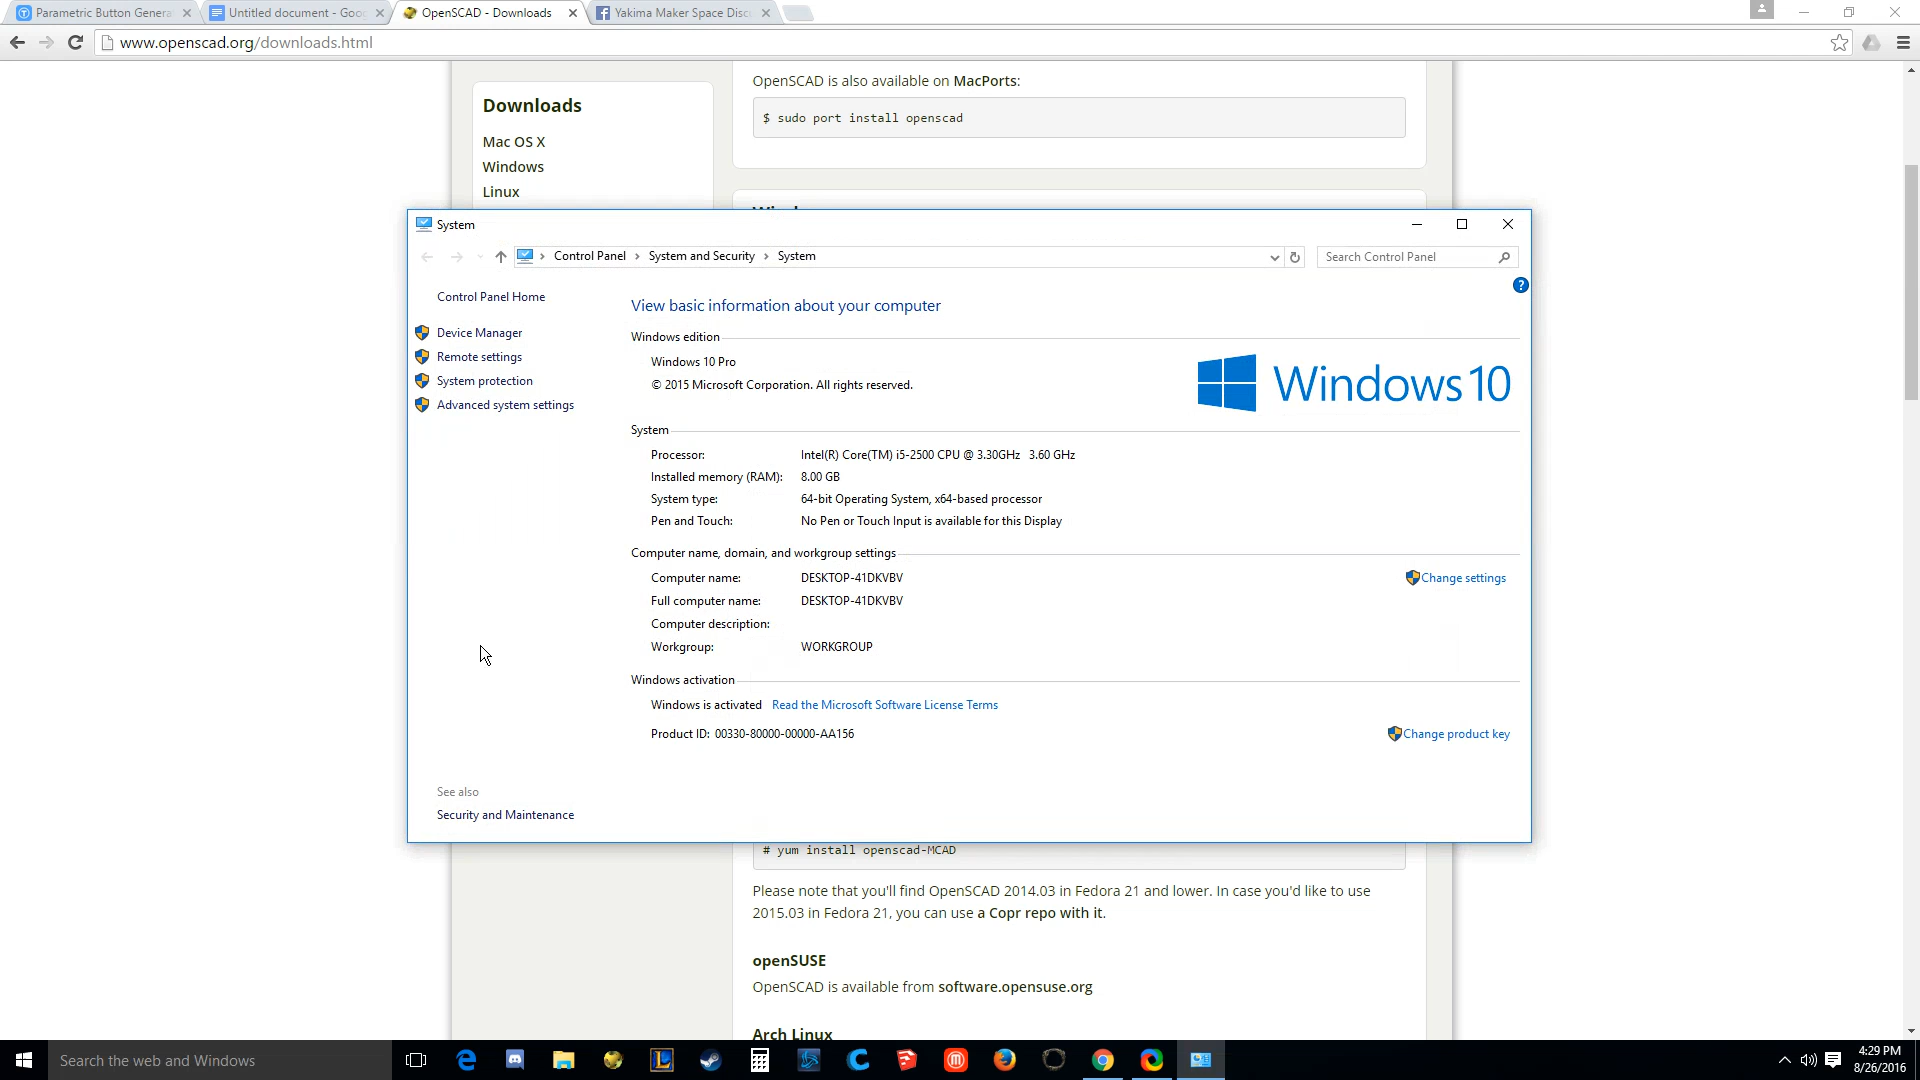 Parametric Button Genera
Untitled document - Goo
OpenSCAD - Downloads
Yakima Maker Space Disc
www.openscad.org/downloads.html
OpenSCAD is also available on MacPorts:
$ sudo port install openscad
Downloads
Mac OS X
Windows
Linux
System
Control Panel > System and Security > System
Search Control Panel
?
Control Panel Home
Device Manager
Remote settings
System protection
Advanced system settings
View basic information about your computer
Windows edition
Windows 10 Pro
© 2015 Microsoft Corporation. All rights reserved.
Windows 10
System
Processor: Intel(R) Core(TM) i5-2500 CPU @ 3.30GHz 3.60 GHz
Installed memory (RAM): 8.00 GB
System type: 64-bit Operating System, x64-based processor
Pen and Touch: No Pen or Touch Input is available for this Display
Computer name, domain, and workgroup settings
Computer name: DESKTOP-41DKVBV
Change settings
Full computer name: DESKTOP-41DKVBV
Computer description:
Workgroup: WORKGROUP
Windows activation
Windows is activated Read the Microsoft Software License Terms
Product ID: 00330-80000-00000-AA156
Change product key
See also
Security and Maintenance
# yum install openscad-MCAD
Please note that you'll find OpenSCAD 2014.03 in Fedora 21 and lower. In case you'd like to use
2015.03 in Fedora 21, you can use a Copr repo with it.
openSUSE
OpenSCAD is available from software.opensuse.org
Arch Linux
Search the web and Windows
4:29 PM
8/26/2016